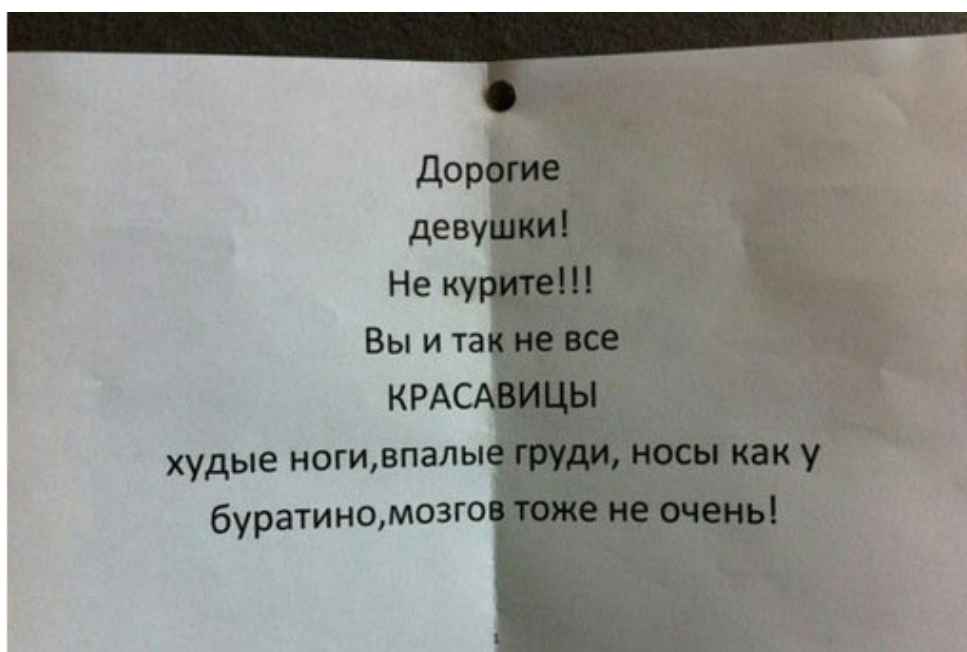 Дорогие
девушки!
Не курите!!!
Вы и так не все
КРАСАВИЦЫ
худые ноги,впалые груди, носы как у
буратино,мозгов тоже не очень!